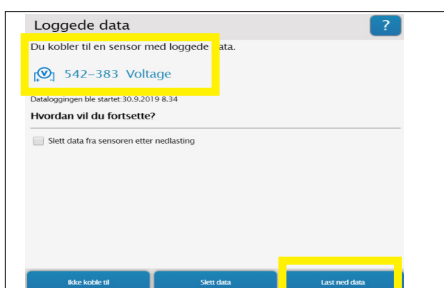 Loggede data
?
Du kobler til en sensor med loggede data.
542-383 Voltage
Dataloggingen ble startet:30.9.2019 8.34
Hvordan vil du fortsette?
Slett data fra sensoren etter nedlasting
Ikke koble til
Slett data
Last ned data